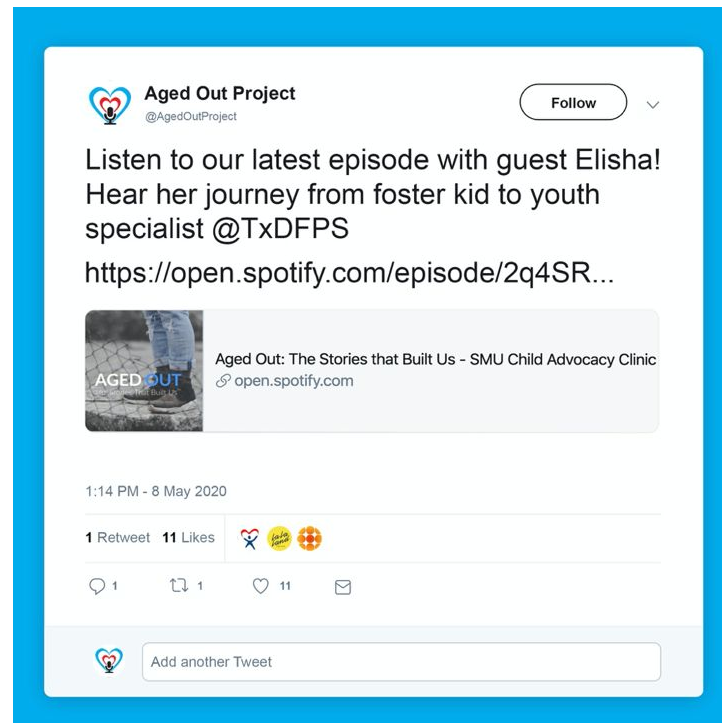 Aged Out Project
@AgedOutProject
Follow
Listen to our latest episode with guest Elisha!
Hear her journey from foster kid to youth
specialist @TxDFPS
https://open.spotify.com/episode/2q4SR...
AGED OUT
Aged Out: The Stories that Built Us - SMU Child Advocacy Clinic
open.spotify.com
1:14 PM - 8 May 2020
1 Retweet 11 Likes
lala
land
1
1
11
Add another Tweet